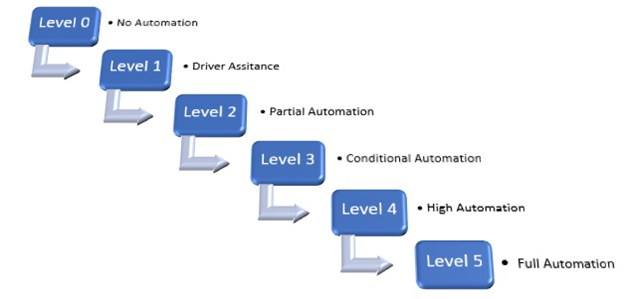 Level 0 • No Automation
Level 1 • Driver Assitance
Level 2 • Partial Automation
Level 3 • Conditional Automation
Level 4 • High Automation
Level 5 • Full Automation